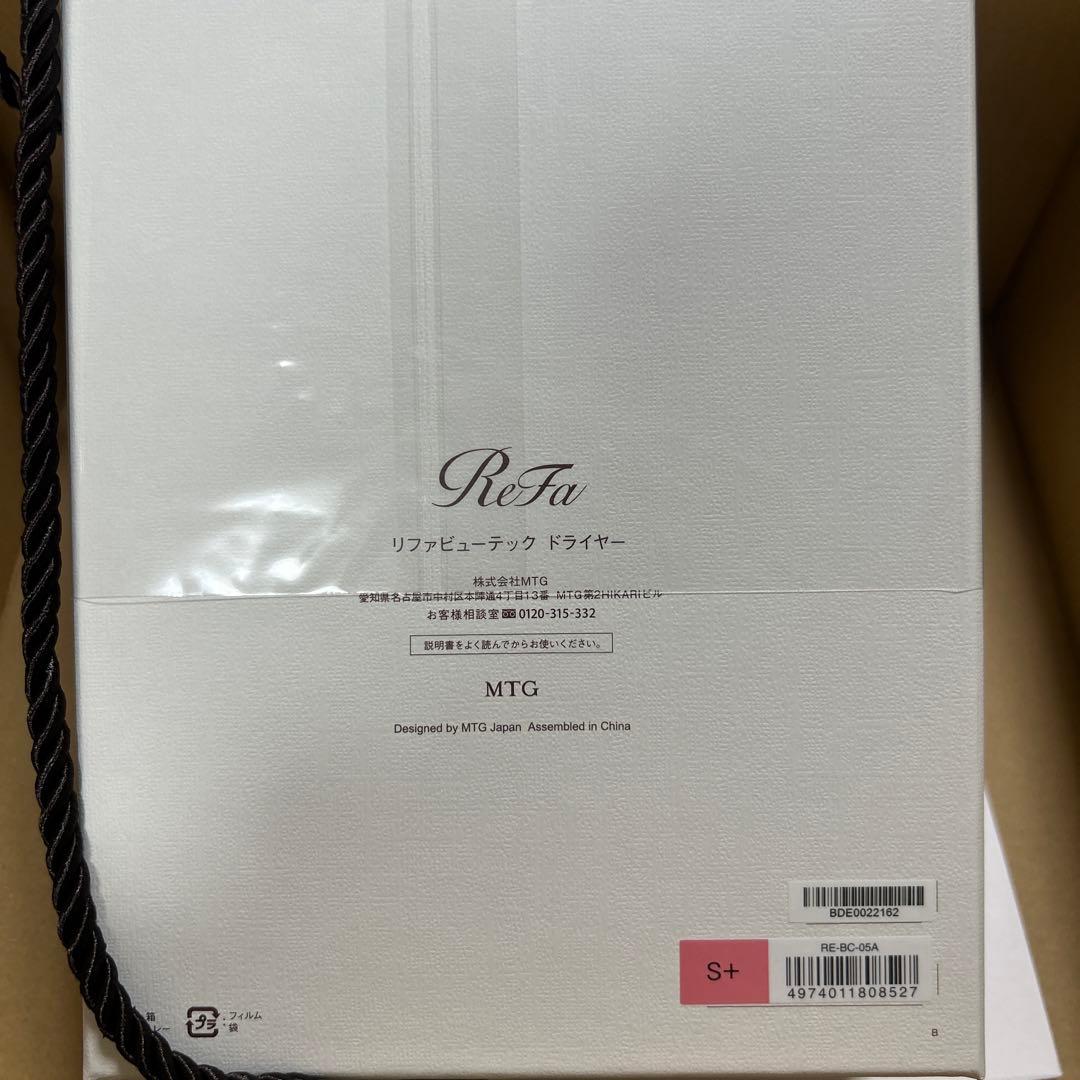 ReFa
リファビューテック ドライヤー
株式会社MTG
愛知県名古屋市中村区本陣通4丁目13番 MTG第2HIKARIビル
お客様相談室 0120-315-332
説明書をよく読んでからお使いください。
MTG
Designed by MTG Japan Assembled in China
BDE0022162
S+
RE-BC-05A
4974011808527
箱
レー
プラ
:フィルム
・袋
B